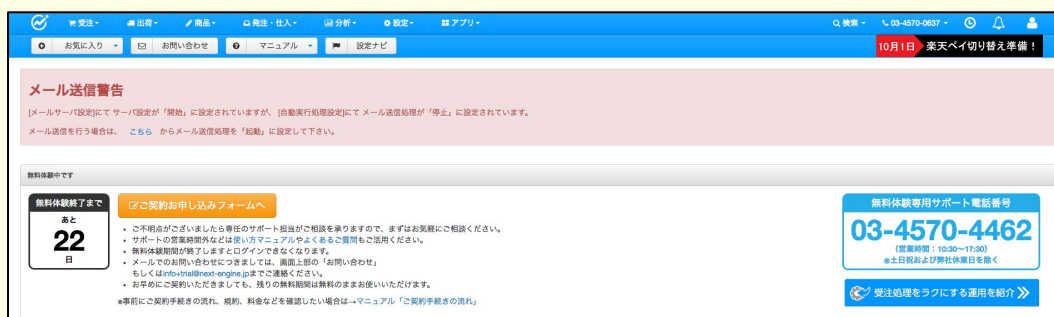 受注 出荷 商品 発注・仕入 分析 設定 アプリ 検索 03-4570-0637
お気に入り お問い合わせ マニュアル 設定ナビ 10月1日 楽天ペイ切り替え準備！
メール送信警告
[メールサーバ設定]にて サーバ設定が「開始」に設定されていますが、[自動実行処理設定]にて メール送信処理が「停止」に設定されています。
メール送信を行う場合は、 こちら からメール送信処理を「起動」に設定して下さい。
無料体験中です
無料体験終了まで
あと
22
日
ご契約お申し込みフォームへ
・ご不明点がございましたら専任のサポート担当がご相談を承りますので、まずはお気軽にご相談ください。
・サポートの営業時間外などは使い方マニュアルやよくあるご質問もご活用ください。
・無料体験期間が終了しますとログインできなくなります。
・メールでのお問い合わせにつきましては、画面上部の「お問い合わせ」
もしくはinfo+trial@next-engine.jpまでご連絡ください。
・お早めにご契約いただきましても、残りの無料期間は無料のままお使いいただけます。
※事前にご契約手続きの流れ、規約、料金などを確認したい場合は→マニュアル「ご契約手続きの流れ」
無料体験専用サポート電話番号
03-4570-4462
（営業時間：10:30〜17:30）
※土日祝および弊社休業日を除く
受注処理をラクにする運用を紹介